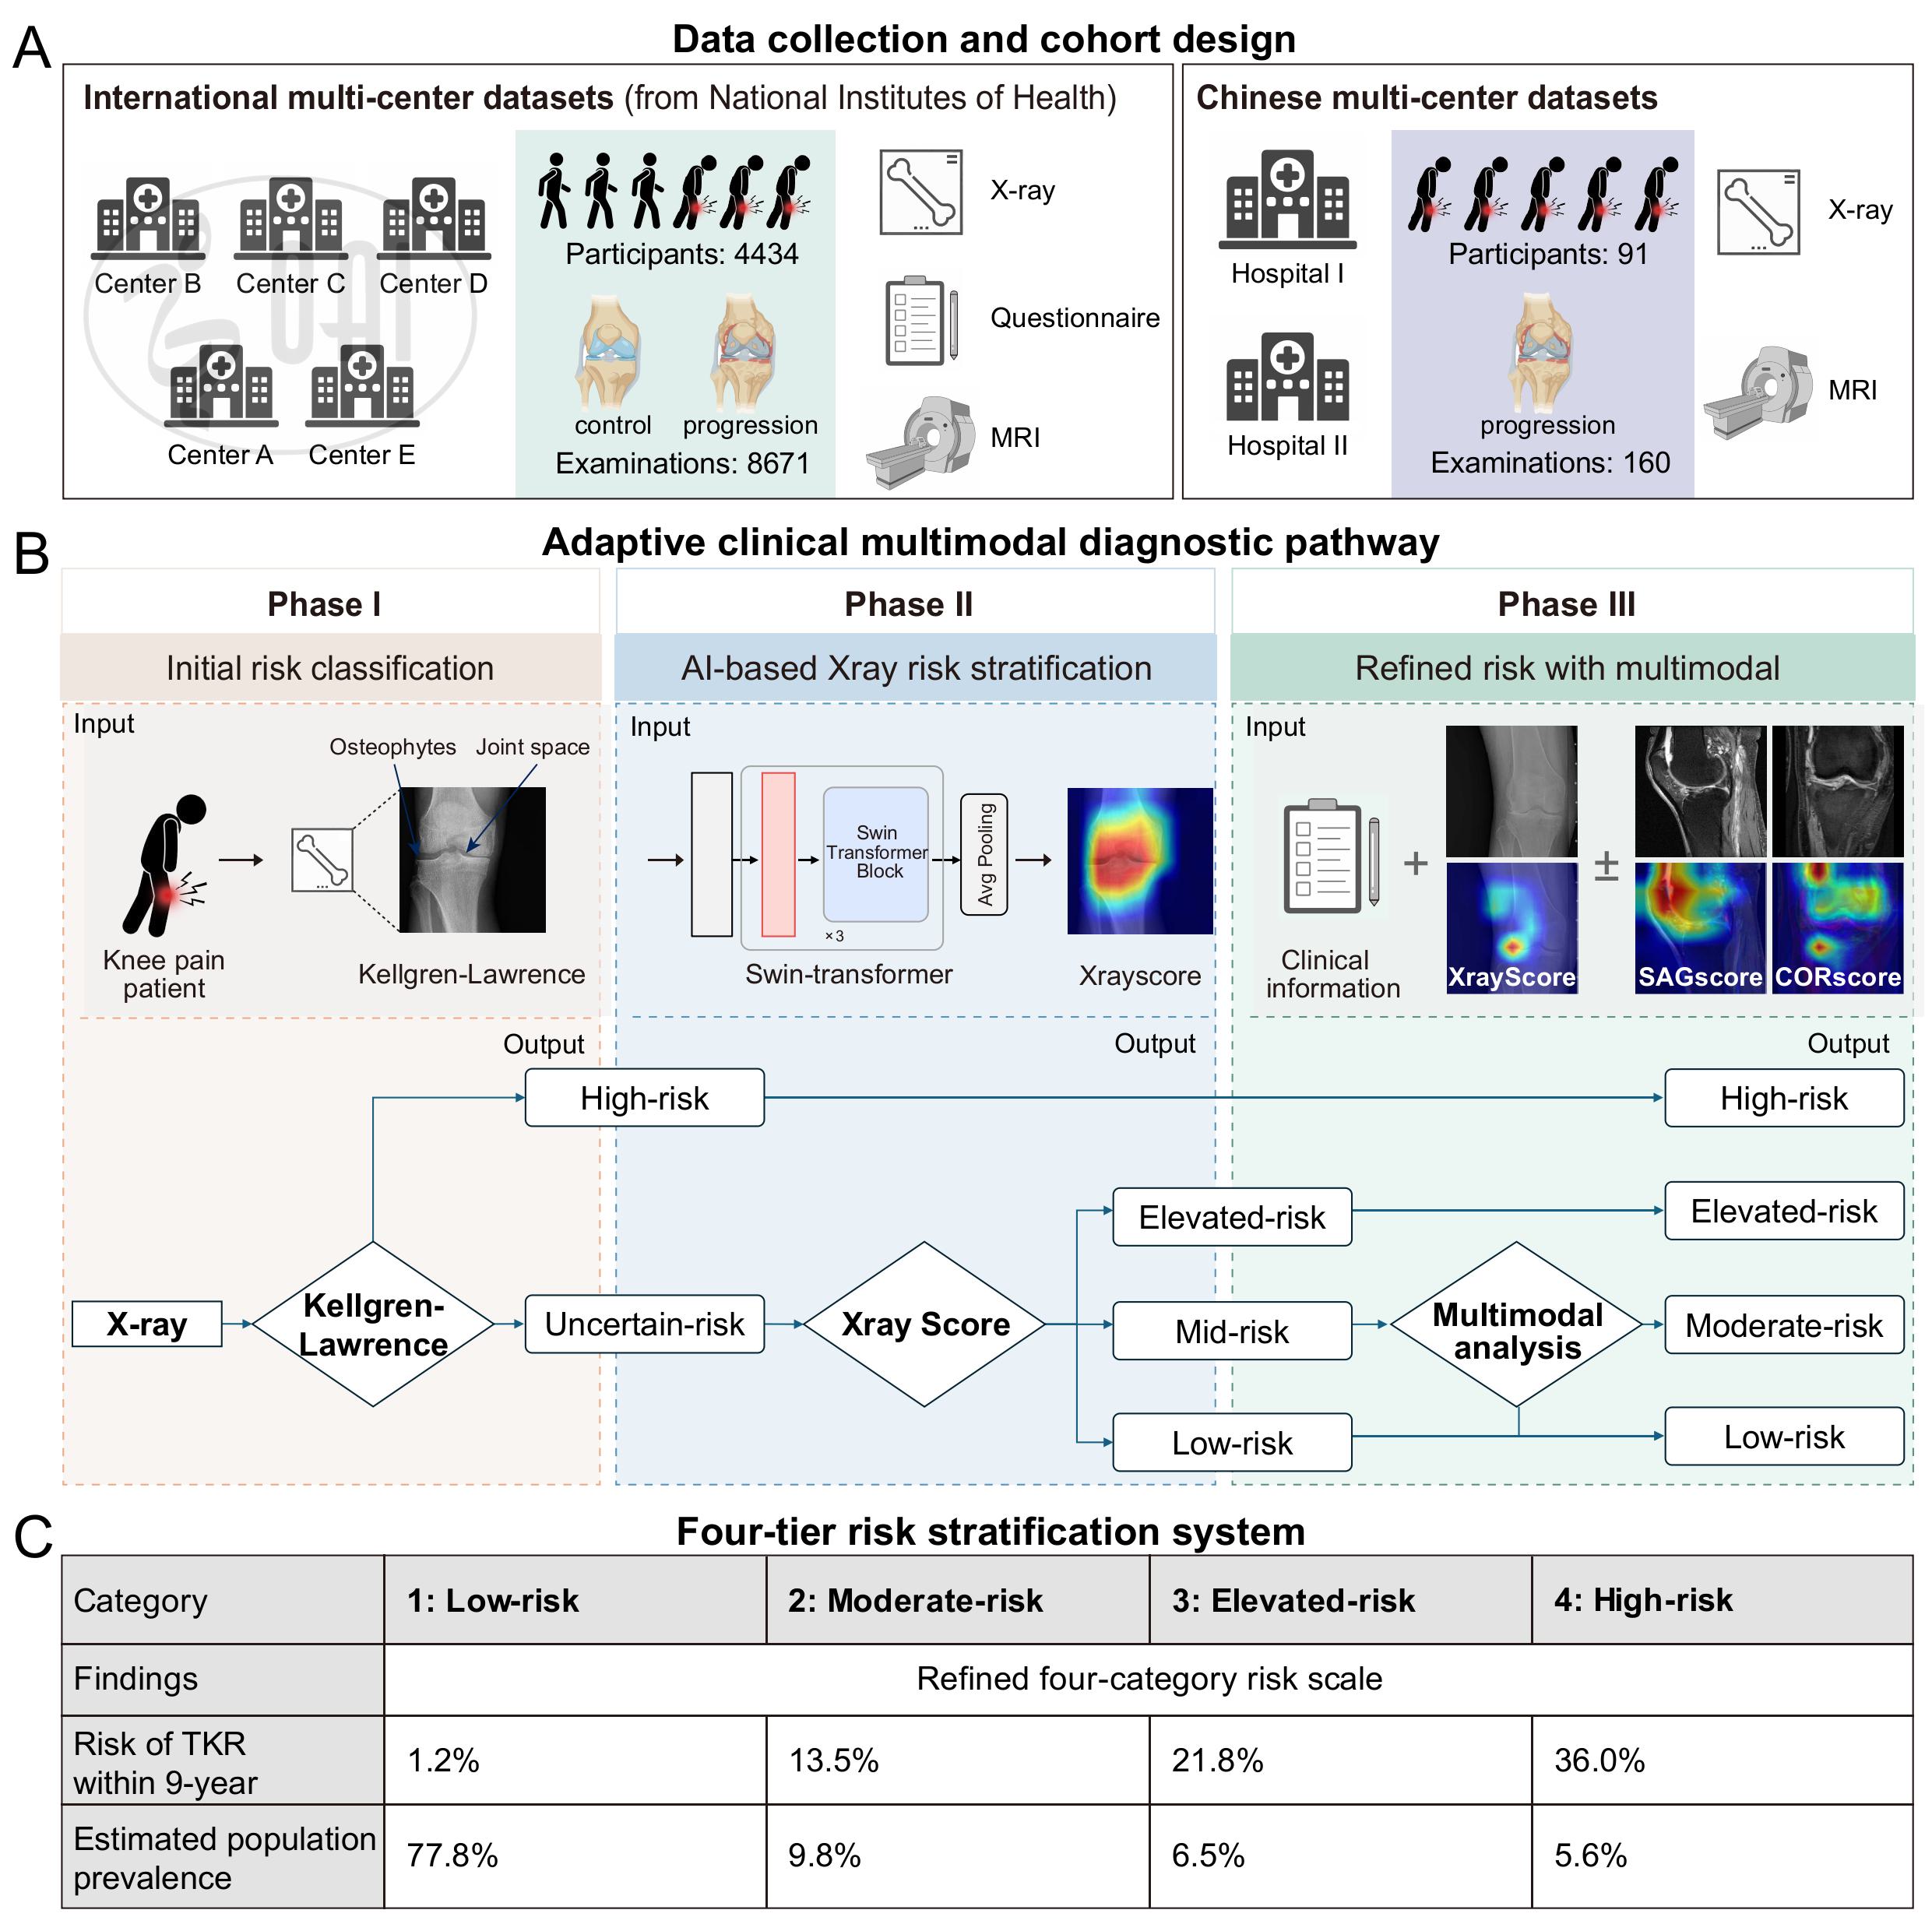 A
Data collection and cohort design
International multi-center datasets (from National Institutes of Health)
OAI
Center B
Center C
Center D
Center A
Center E
Participants: 4434
control
progression
Examinations: 8671
X-ray
Questionnaire
MRI
Chinese multi-center datasets
Hospital I
Hospital II
Participants: 91
progression
Examinations: 160
X-ray
MRI
B
Adaptive clinical multimodal diagnostic pathway
Phase I
Initial risk classification
Input
Osteophytes
Joint space
Knee pain
patient
Kellgren-Lawrence
Output
Phase II
AI-based Xray risk stratification
Input
Swin
Transformer
Block
×3
Avg Pooling
Swin-transformer
Xrayscore
Output
Phase III
Refined risk with multimodal
Input
Clinical
information
+
XrayScore
±
SAGscore
CORscore
Output
High-risk
High-risk
X-ray
Kellgren-
Lawrence
Uncertain-risk
Xray Score
Elevated-risk
Mid-risk
Low-risk
Multimodal
analysis
Elevated-risk
Moderate-risk
Low-risk
C
Four-tier risk stratification system
Category
1: Low-risk
2: Moderate-risk
3: Elevated-risk
4: High-risk
Findings
Refined four-category risk scale
Risk of TKR
within 9-year
1.2%
13.5%
21.8%
36.0%
Estimated population
prevalence
77.8%
9.8%
6.5%
5.6%